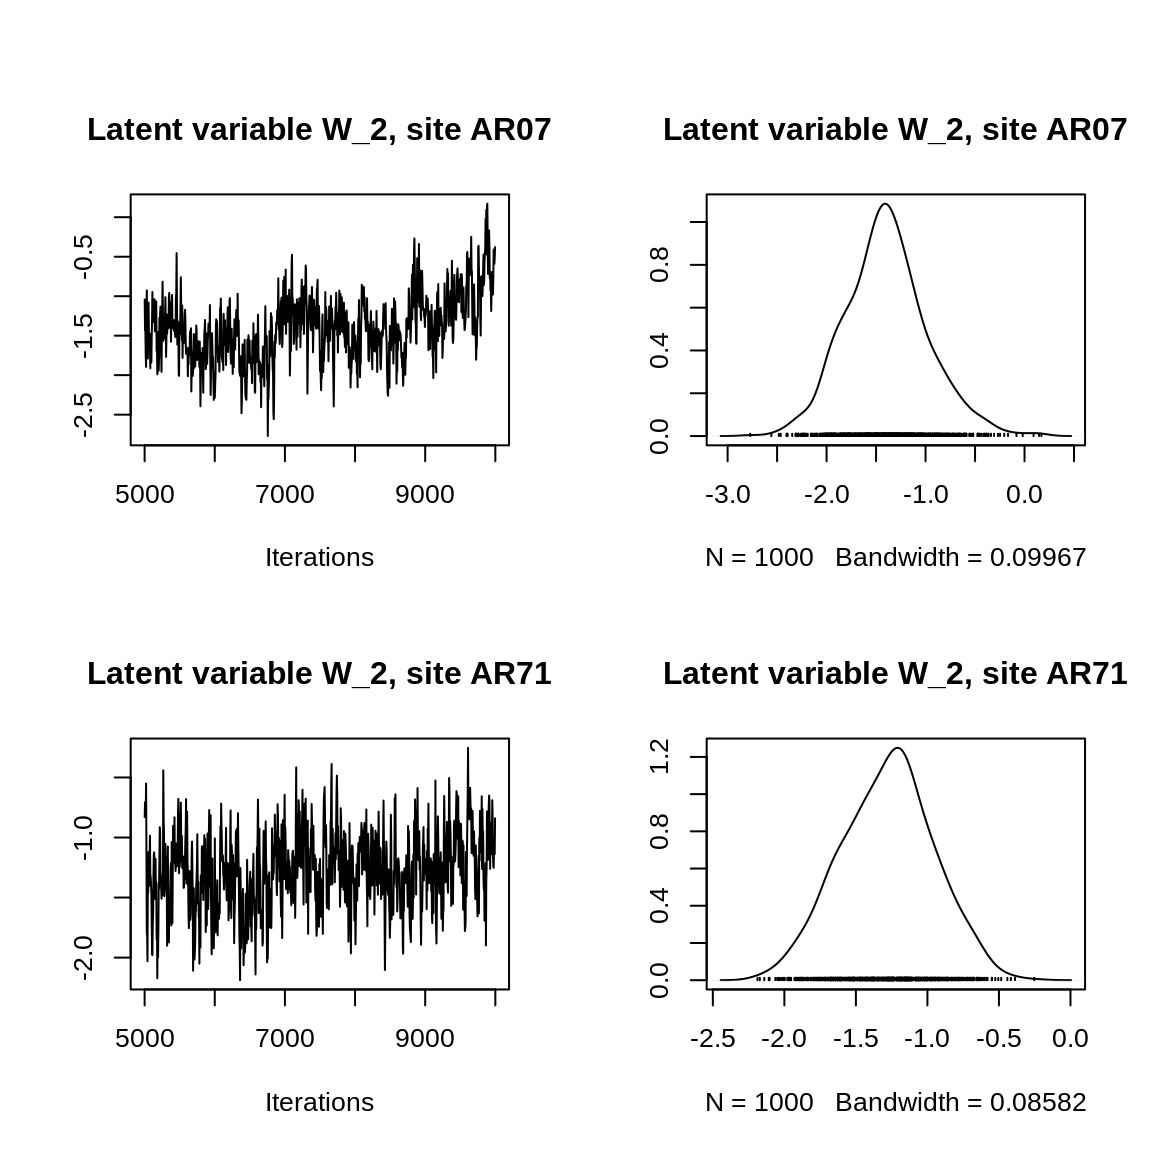 Latent variable W_2, site AR07
-0.5
-1.5
-2.5
5000 7000 9000
Iterations
Latent variable W_2, site AR07
0.8
0.4
0.0
-3.0 -2.0 -1.0 0.0
N = 1000 Bandwidth = 0.09967
Latent variable W_2, site AR71
-1.0
-2.0
5000 7000 9000
Iterations
Latent variable W_2, site AR71
1.2
0.8
0.4
0.0
-2.5 -2.0 -1.5 -1.0 -0.5 0.0
N = 1000 Bandwidth = 0.08582